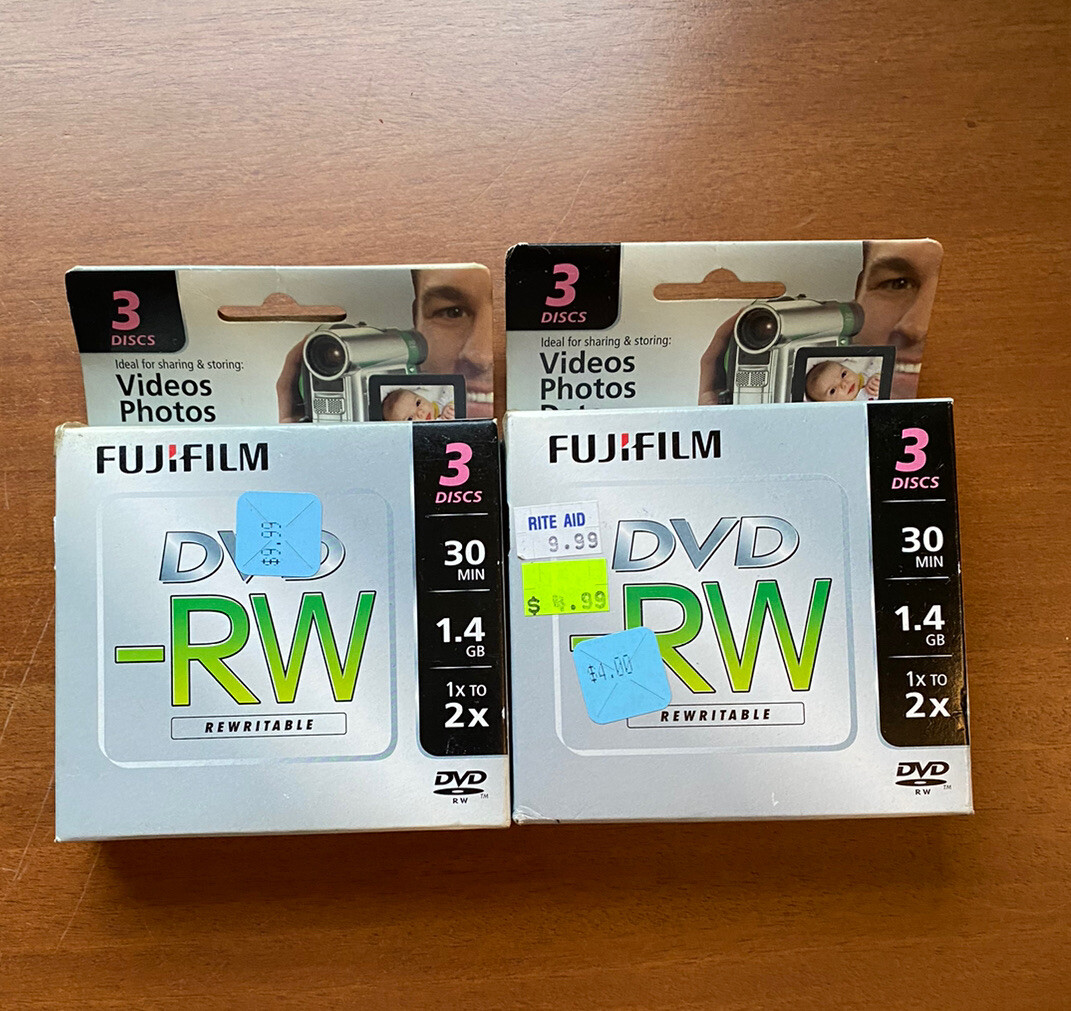 3
DISCS
Ideal for sharing & storing:
Videos
Photos
FUJIFILM
3
DISCS
$9.99
DVD
-RW
REWRITABLE
30
MIN
1.4
GB
1x TO
2x
DVD
RW
TM
3
DISCS
Ideal for sharing & storing:
Videos
Photos
FUJIFILM
3
DISCS
RITE AID
9.99
DVD
-RW
$4.00
REWRITABLE
30
MIN
1.4
GB
1x TO
2x
DVD
RW
TM